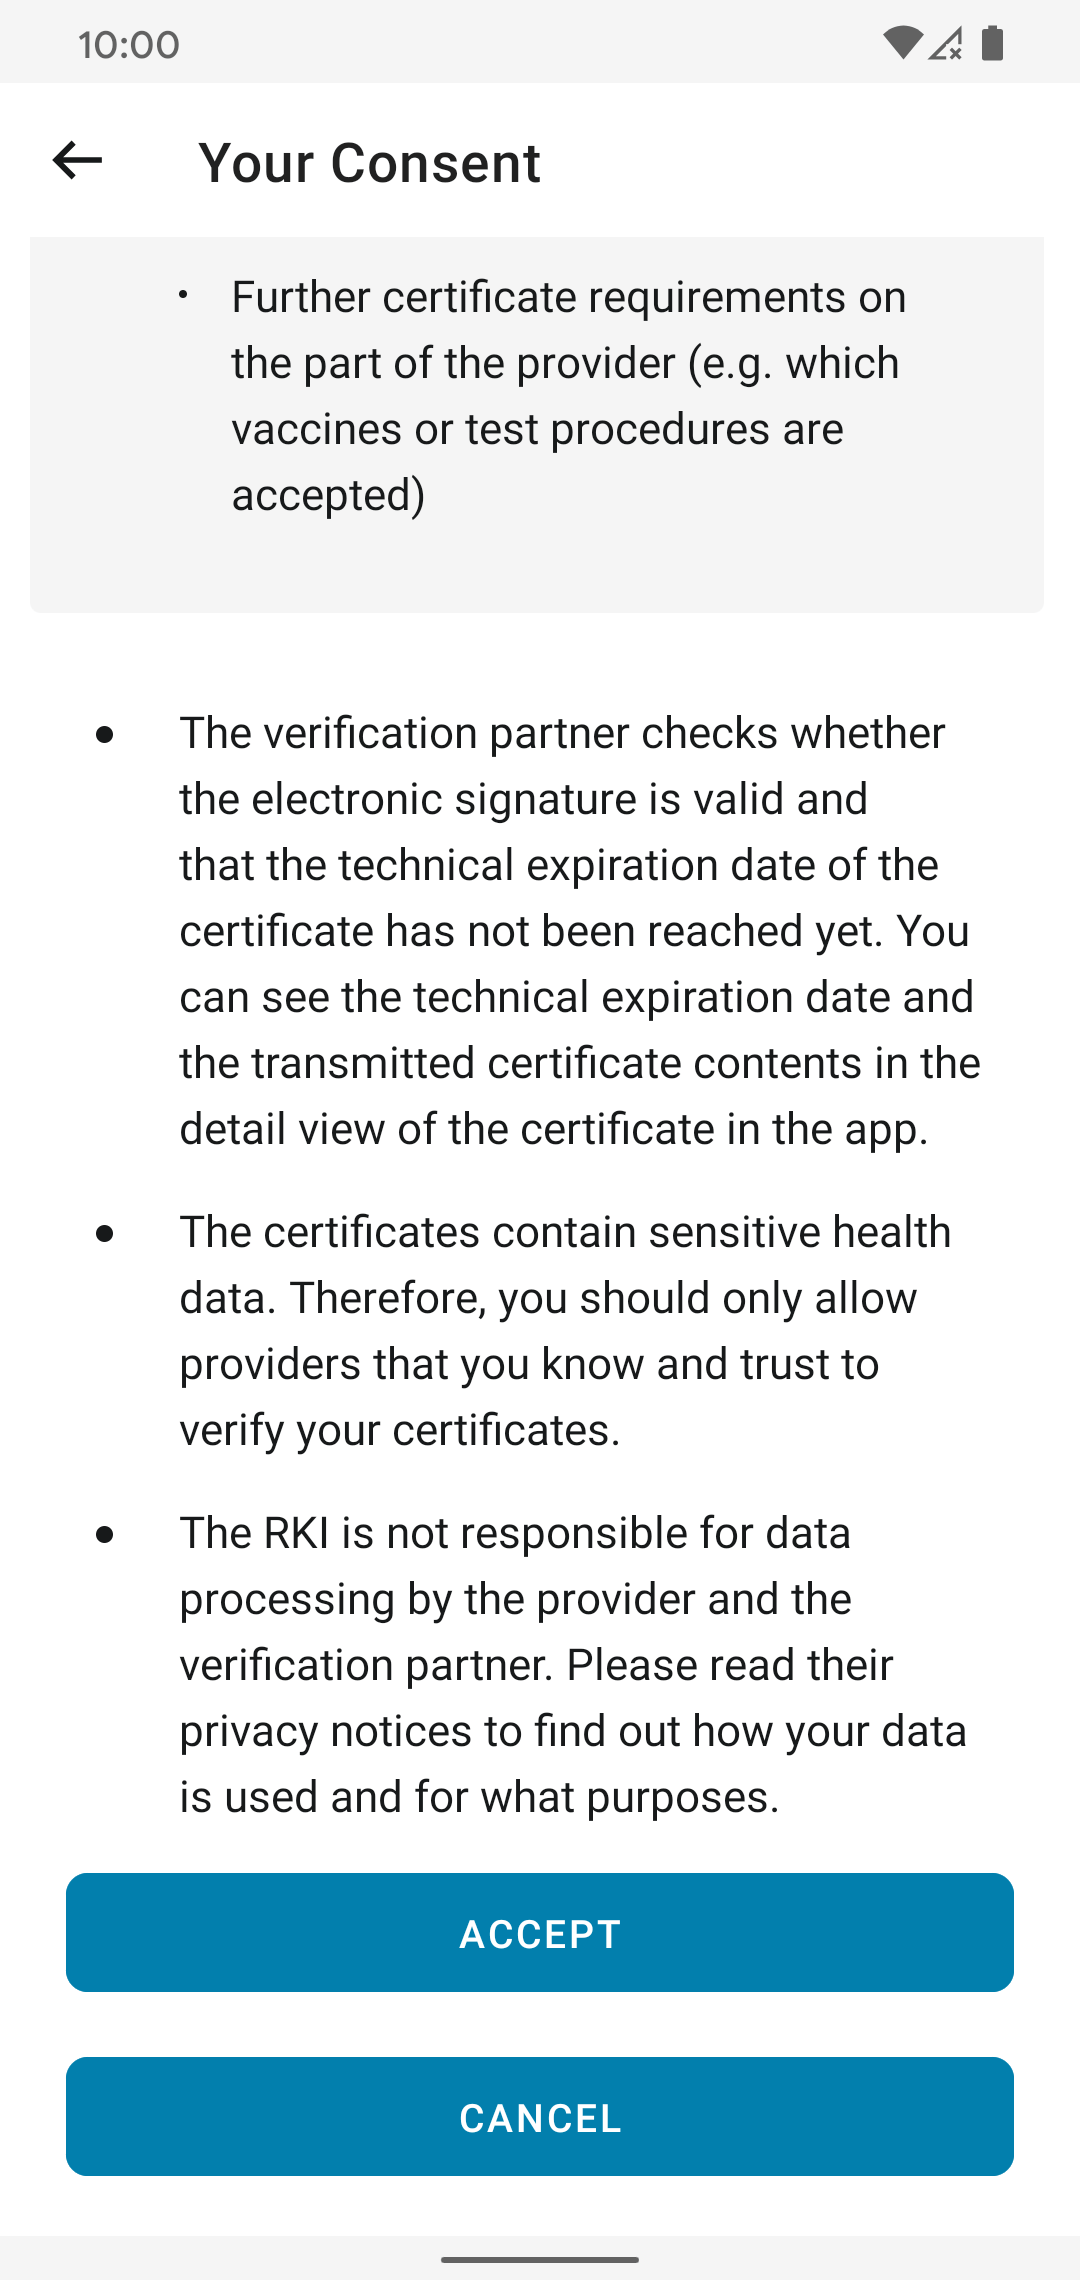 10:00
Your Consent
• Further certificate requirements on
the part of the provider (e.g. which
vaccines or test procedures are
accepted)
• The verification partner checks whether
the electronic signature is valid and
that the technical expiration date of the
certificate has not been reached yet. You
can see the technical expiration date and
the transmitted certificate contents in the
detail view of the certificate in the app.
• The certificates contain sensitive health
data. Therefore, you should only allow
providers that you know and trust to
verify your certificates.
• The RKI is not responsible for data
processing by the provider and the
verification partner. Please read their
privacy notices to find out how your data
is used and for what purposes.
ACCEPT
CANCEL